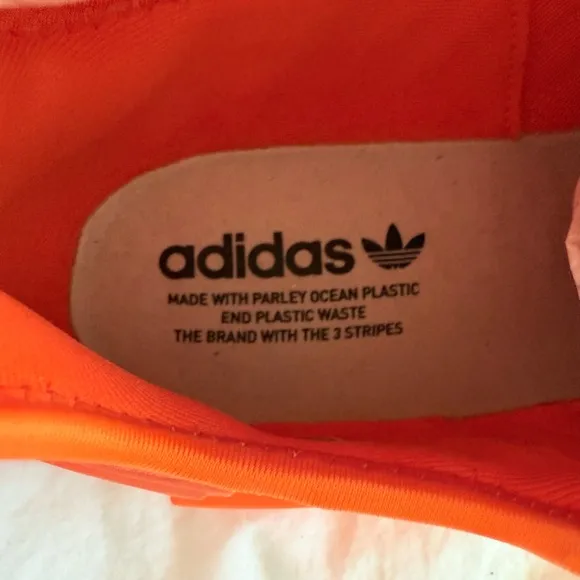 adidas
MADE WITH PARLEY OCEAN PLASTIC
END PLASTIC WASTE
THE BRAND WITH THE 3 STRIPES